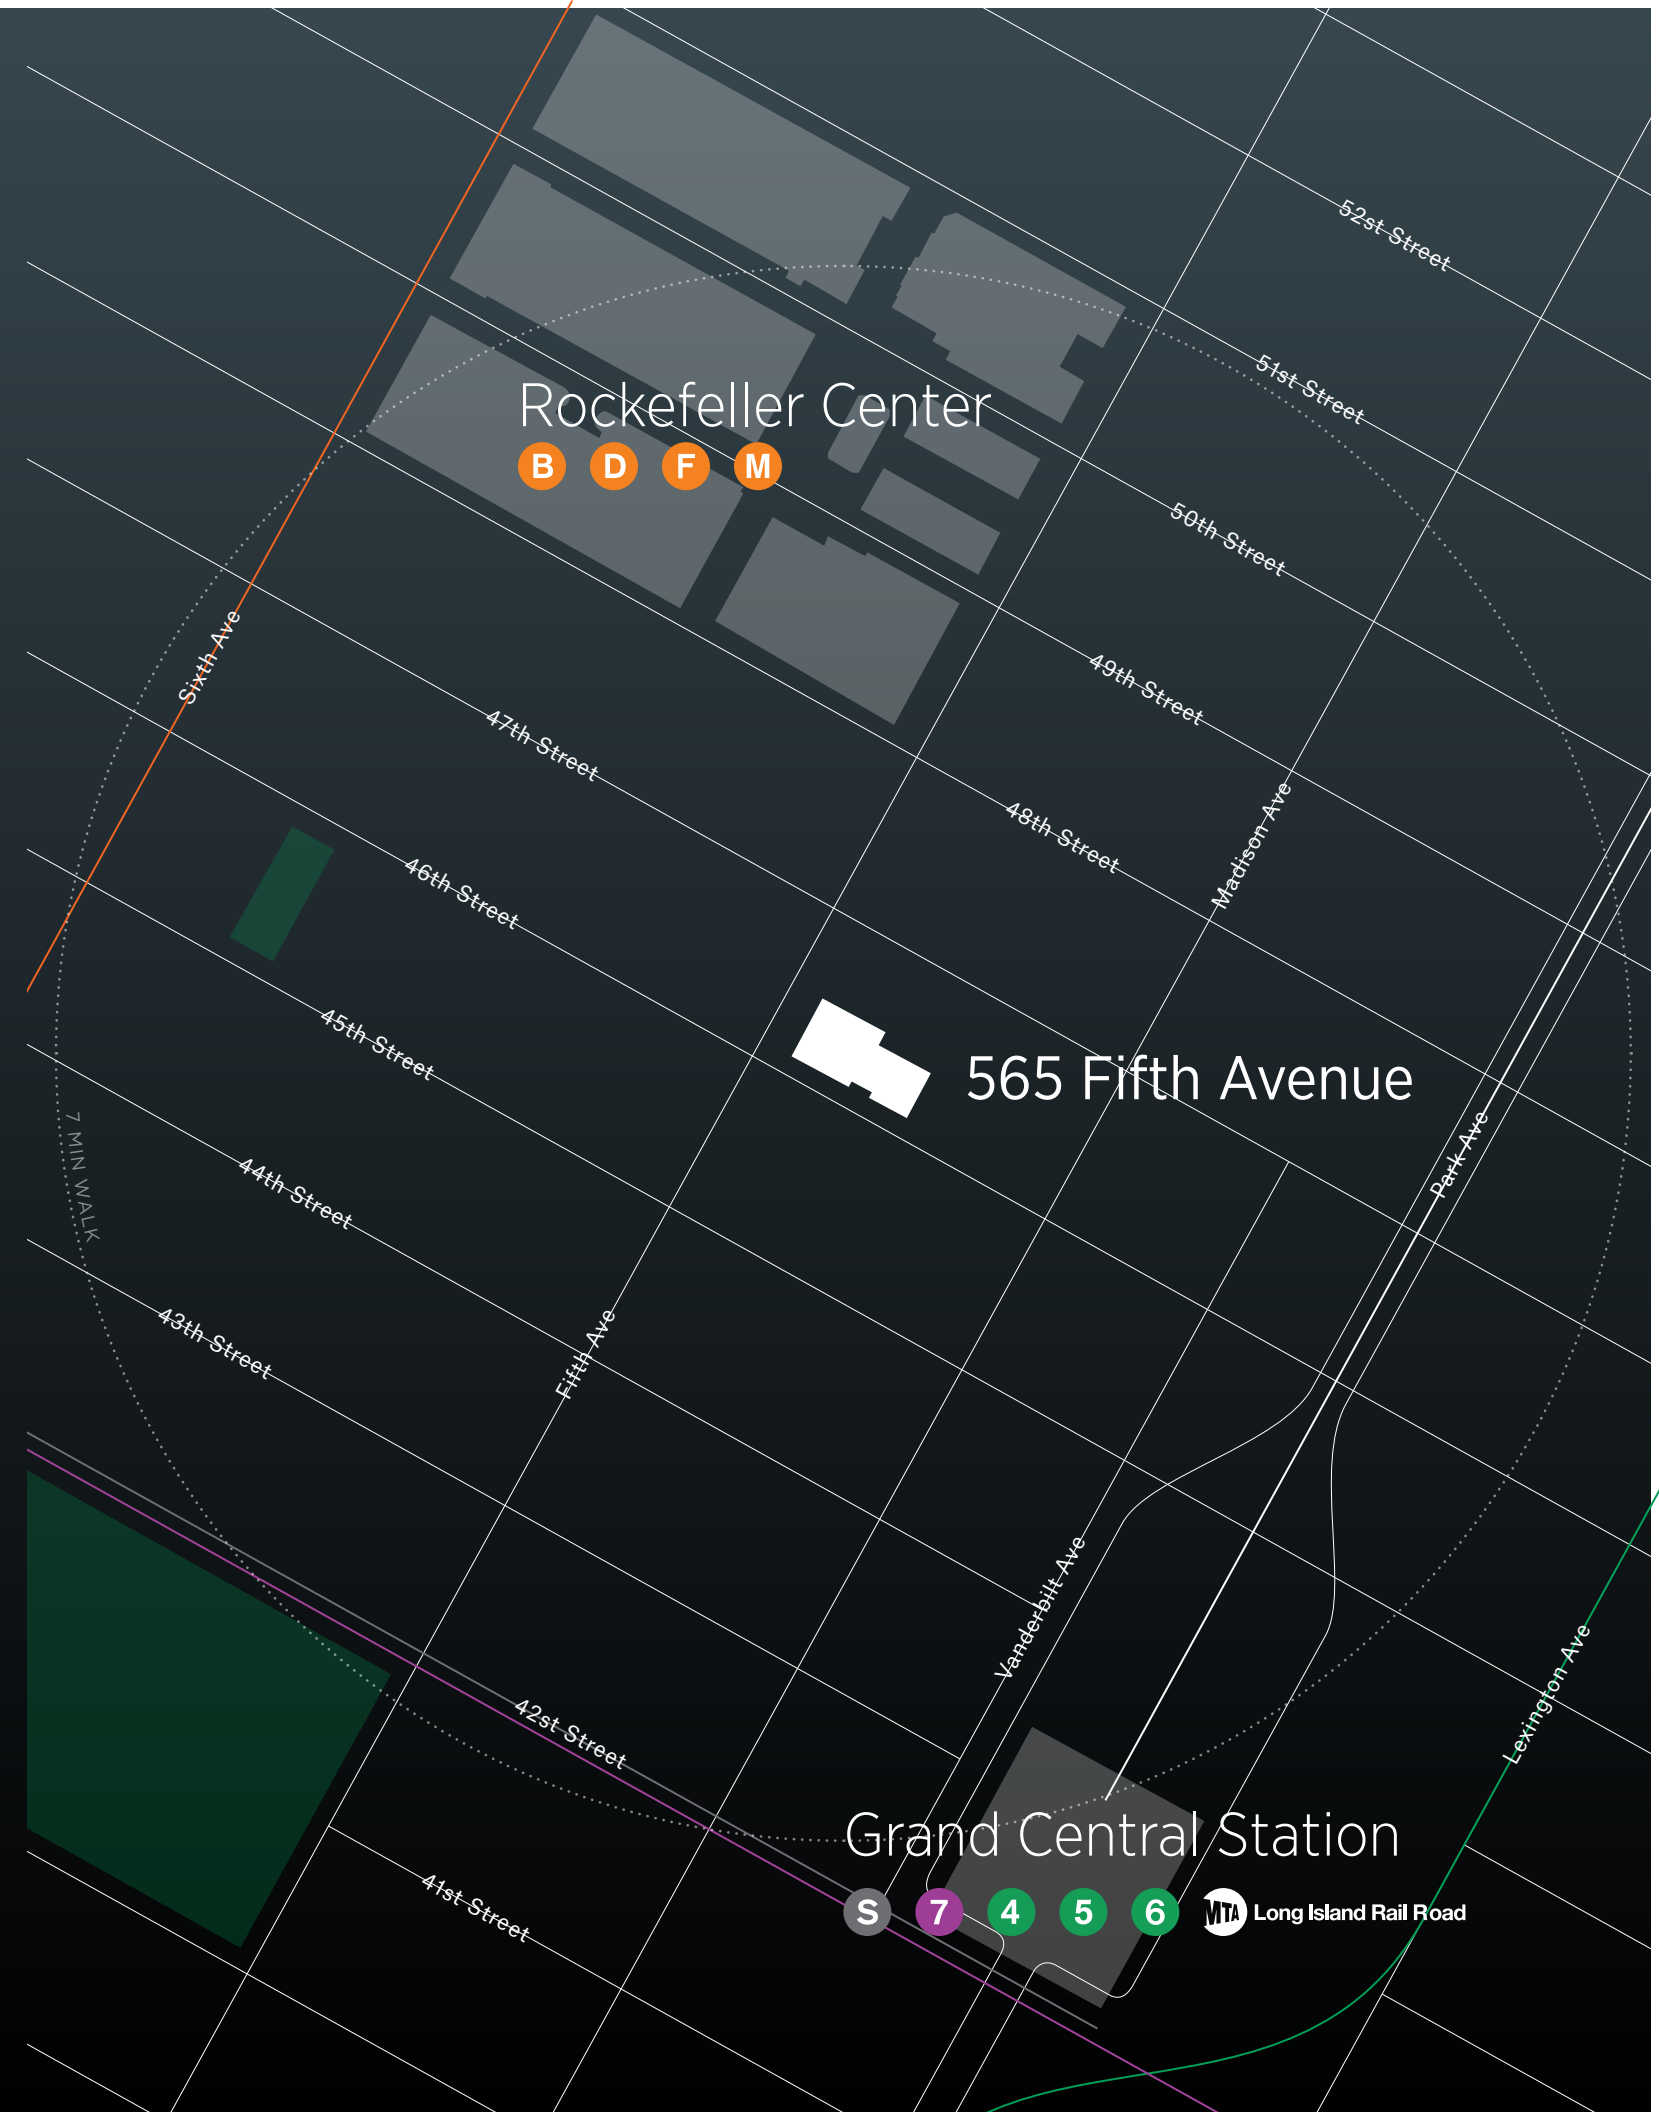 52st Street
51st Street
Rockefeller Center
B D F M
50th Street
Sixth Ave
49th Street
47th Street
48th Street
Madison Ave
46th Street
45th Street
565 Fifth Avenue
7 MIN WALK
Park Ave
44th Street
43th Street
Fifth Ave
Vanderbilt Ave
Lexington Ave
42st Street
Grand Central Station
S 7 4 5 6 MTA Long Island Rail Road
41st Street